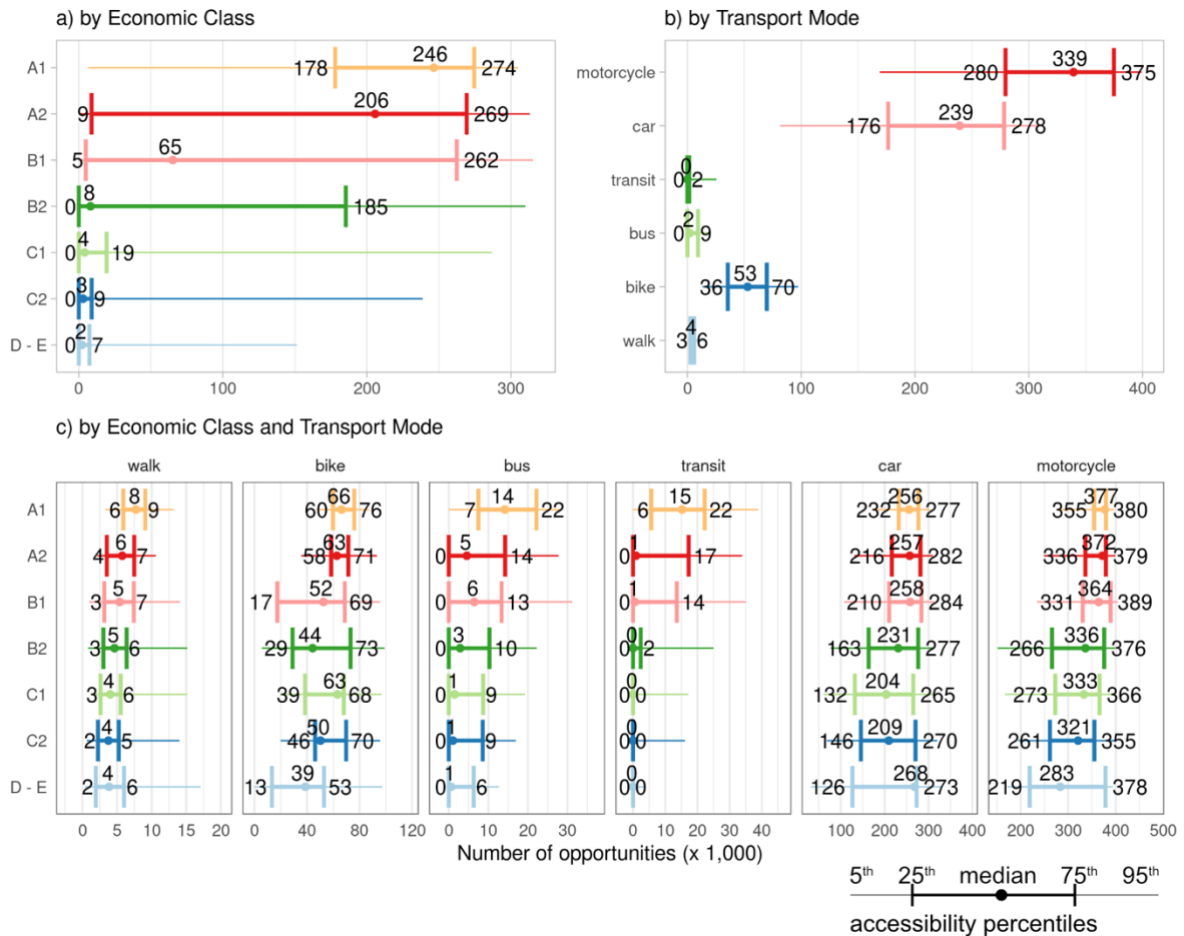 a) by Economic Class
A1 178 246 274
A2 9 206 269
B1 5 65 262
B2 0 8 185
C1 0 4 19
C2 0 3 9
D - E 0 2 7
0 100 200 300
b) by Transport Mode
motorcycle 280 339 375
car 176 239 278
transit 0 0 2
bus 0 2 9
bike 36 53 70
walk 3 4 6
0 100 200 300 400
c) by Economic Class and Transport Mode
walk bike bus transit car motorcycle
A1 6 8 9 60 66 76 7 14 22 6 15 22 232 256 277 355 377 380
A2 4 6 7 58 63 71 0 5 14 0 1 17 216 257 282 336 372 379
B1 3 5 7 17 52 69 0 6 13 0 1 14 210 258 284 331 364 389
B2 3 5 6 29 44 73 0 3 10 0 0 2 163 231 277 266 336 376
C1 3 4 6 39 63 68 0 1 9 0 0 0 132 204 265 273 333 366
C2 2 4 5 46 50 70 0 1 9 0 0 0 146 209 270 261 321 355
D - E 2 4 6 13 39 53 0 1 6 0 0 0 126 268 273 219 283 378
0 5 10 15 20 0 40 80 120 0 10 20 30 0 10 20 30 40 100 200 300 400 200 300 400 500
Number of opportunities (x 1,000)
5th 25th median 75th 95th
accessibility percentiles